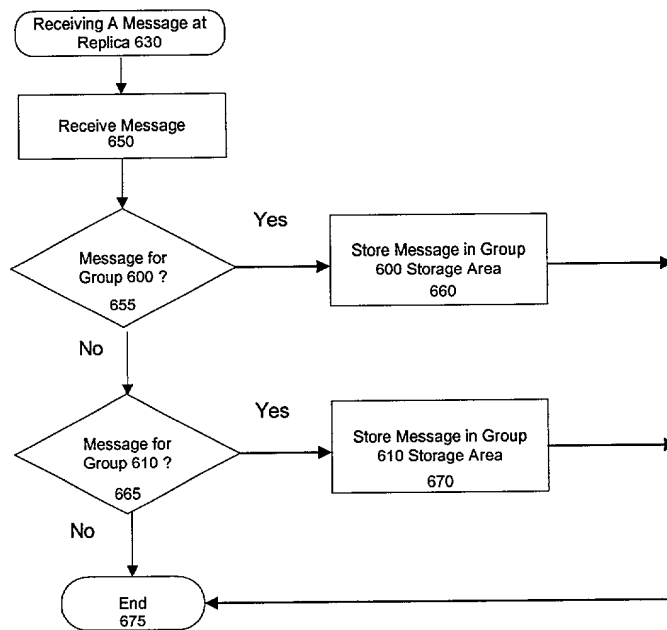 Receiving A Message at
Replica 630
Receive Message
650
Message for
Group 600 ?
655
Yes
Store Message in Group
600 Storage Area
660
No
Message for
Group 610 ?
665
Yes
Store Message in Group
610 Storage Area
670
No
End
675